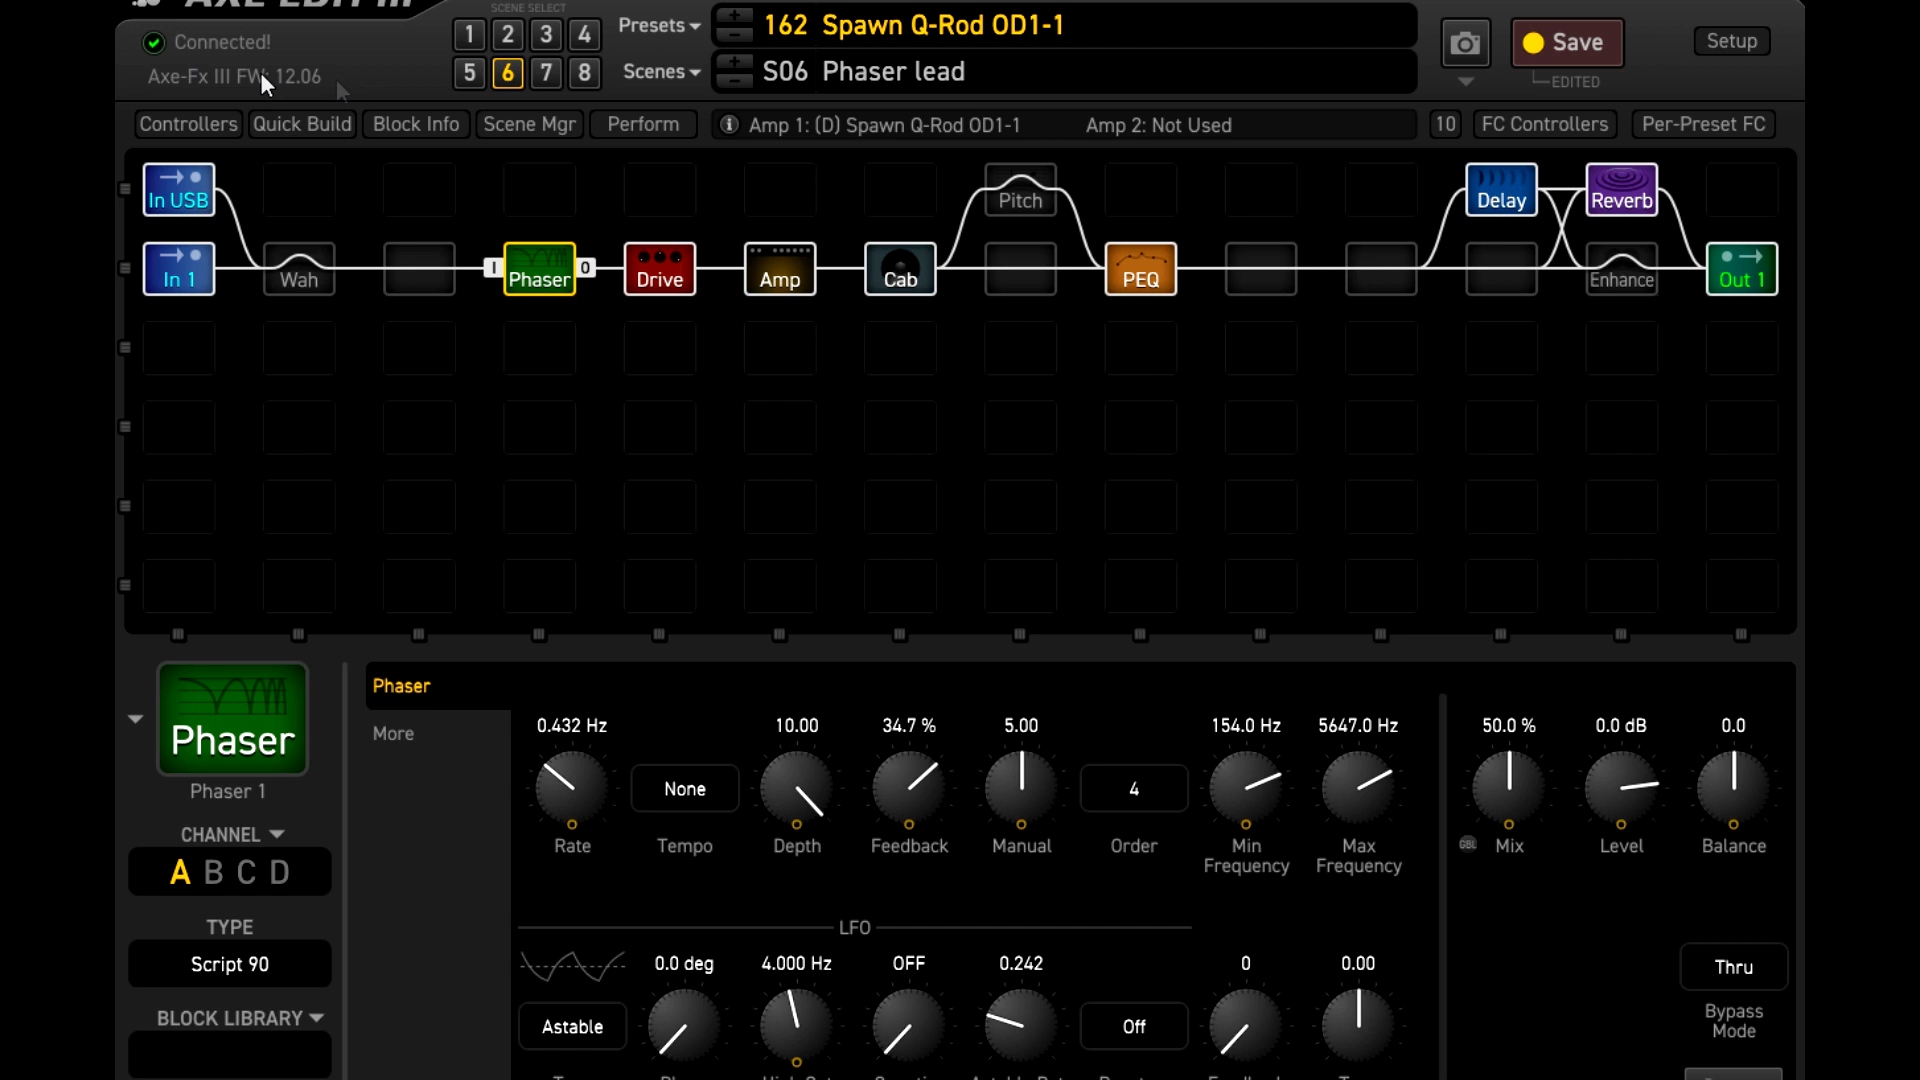 AXE EDIT III
SCENE SELECT
Connected!
Axe-Fx III FW: 12.06
1 2 3 4
5 6 7 8
Presets
162 Spawn Q-Rod OD1-1
Scenes
S06 Phaser lead
Save
EDITED
Setup
Controllers
Quick Build
Block Info
Scene Mgr
Perform
Amp 1: (D) Spawn Q-Rod OD1-1
Amp 2: Not Used
10
FC Controllers
Per-Preset FC
In USB
Pitch
Delay
Reverb
In 1
Wah
I
Phaser
O
Drive
Amp
Cab
PEQ
Enhance
Out 1
Phaser
Phaser 1
CHANNEL
A B C D
TYPE
Script 90
BLOCK LIBRARY
Phaser
More
0.432 Hz
10.00
34.7 %
5.00
154.0 Hz
5647.0 Hz
50.0 %
0.0 dB
0.0
None
4
Rate
Tempo
Depth
Feedback
Manual
Order
Min
Frequency
Max
Frequency
GBL
Mix
Level
Balance
LFO
0.0 deg
4.000 Hz
OFF
0.242
0
0.00
Astable
Off
Thru
Bypass
Mode